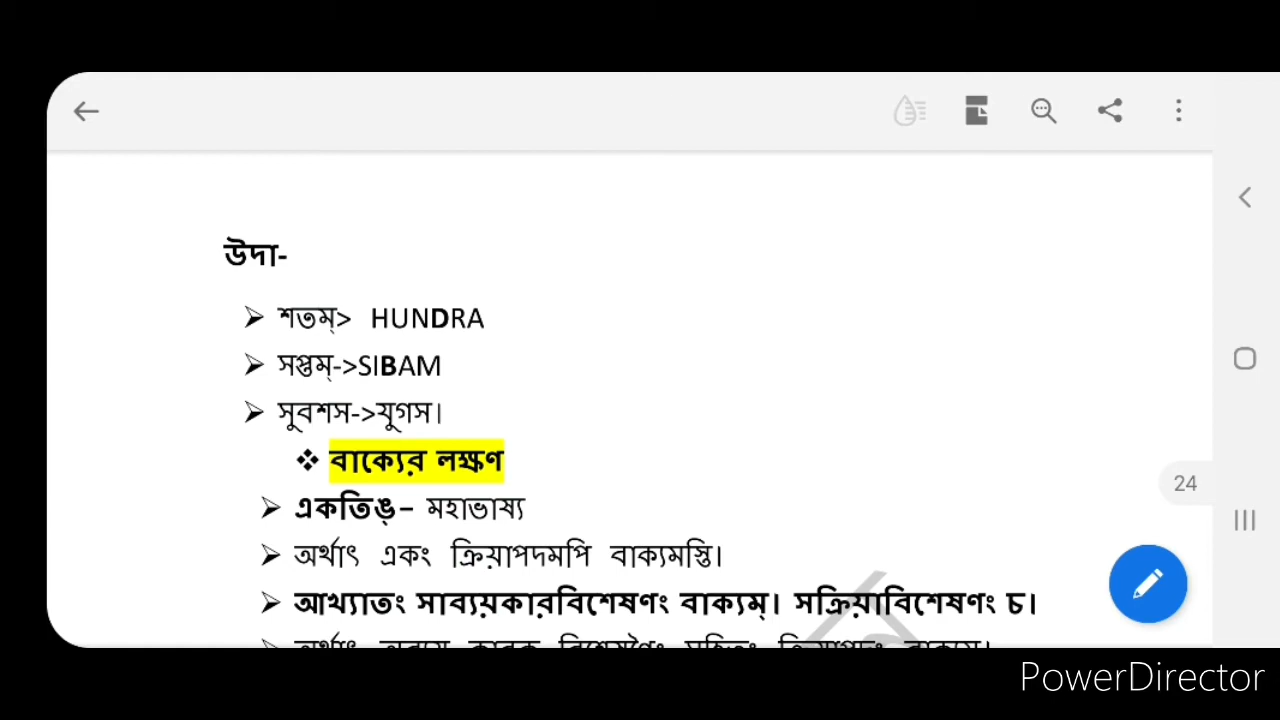 উদা-
➢ শতম্> HUNDRA
➢ সপ্তম্->SIBAM
➢ সুবশস->যুগস।
❖ বাক্যের লক্ষণ
➢ একতিঙ্– মহাভাষ্য
24
➢ অর্থাৎ একং ক্রিয়াপদমপি বাক্যমস্তি।
➢ আখ্যাতং সাব্যয়কারবিশেষণং বাক্যম্। সক্রিয়াবিশেষণং চ।
PowerDirector